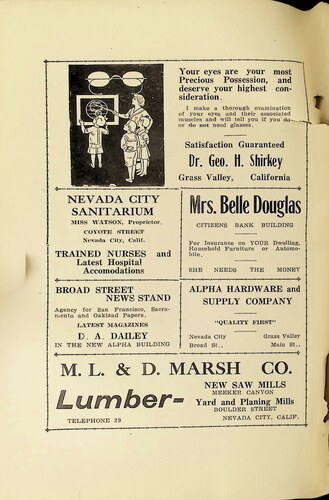 Your eyes are your most
Precious Possession, and
deserve your highest con-
sideration.
I make a thorough examination
of your eyes and their associated
muscles and will tell you if you do
or do not need glasses.
Satisfaction Guaranteed
Dr. Geo. H. Shirkey
Grass Valley, California
NEVADA CITY
SANITARIUM
MISS WATSON, Proprietor.
COYOTE STREET
Nevada City, Calif.
TRAINED NURSES and
Latest Hospital
Accomodations
Mrs. Belle Douglas
CITIZENS BANK BUILDING
For Insurance on YOUR Dwelling,
Household Furniture or Automo-
bile.
SHE NEEDS THE MONEY
BROAD STREET
NEWS STAND
Agency for San Francisco, Sacra-
mento and Oakland Papers.
LATEST MAGAZINES
D. A. DAILEY
IN THE NEW ALPHA BUILDING
ALPHA HARDWARE and
SUPPLY COMPANY
"QUALITY FIRST"
Nevada City Grass Valley
Broad St., Main St.,
M. L. & D. MARSH CO.
Lumber-
NEW SAW MILLS
MEEKER CANYON
Yard and Planing Mills
BOULDER STREET
TELEPHONE 29
NEVADA CITY, CALIF.